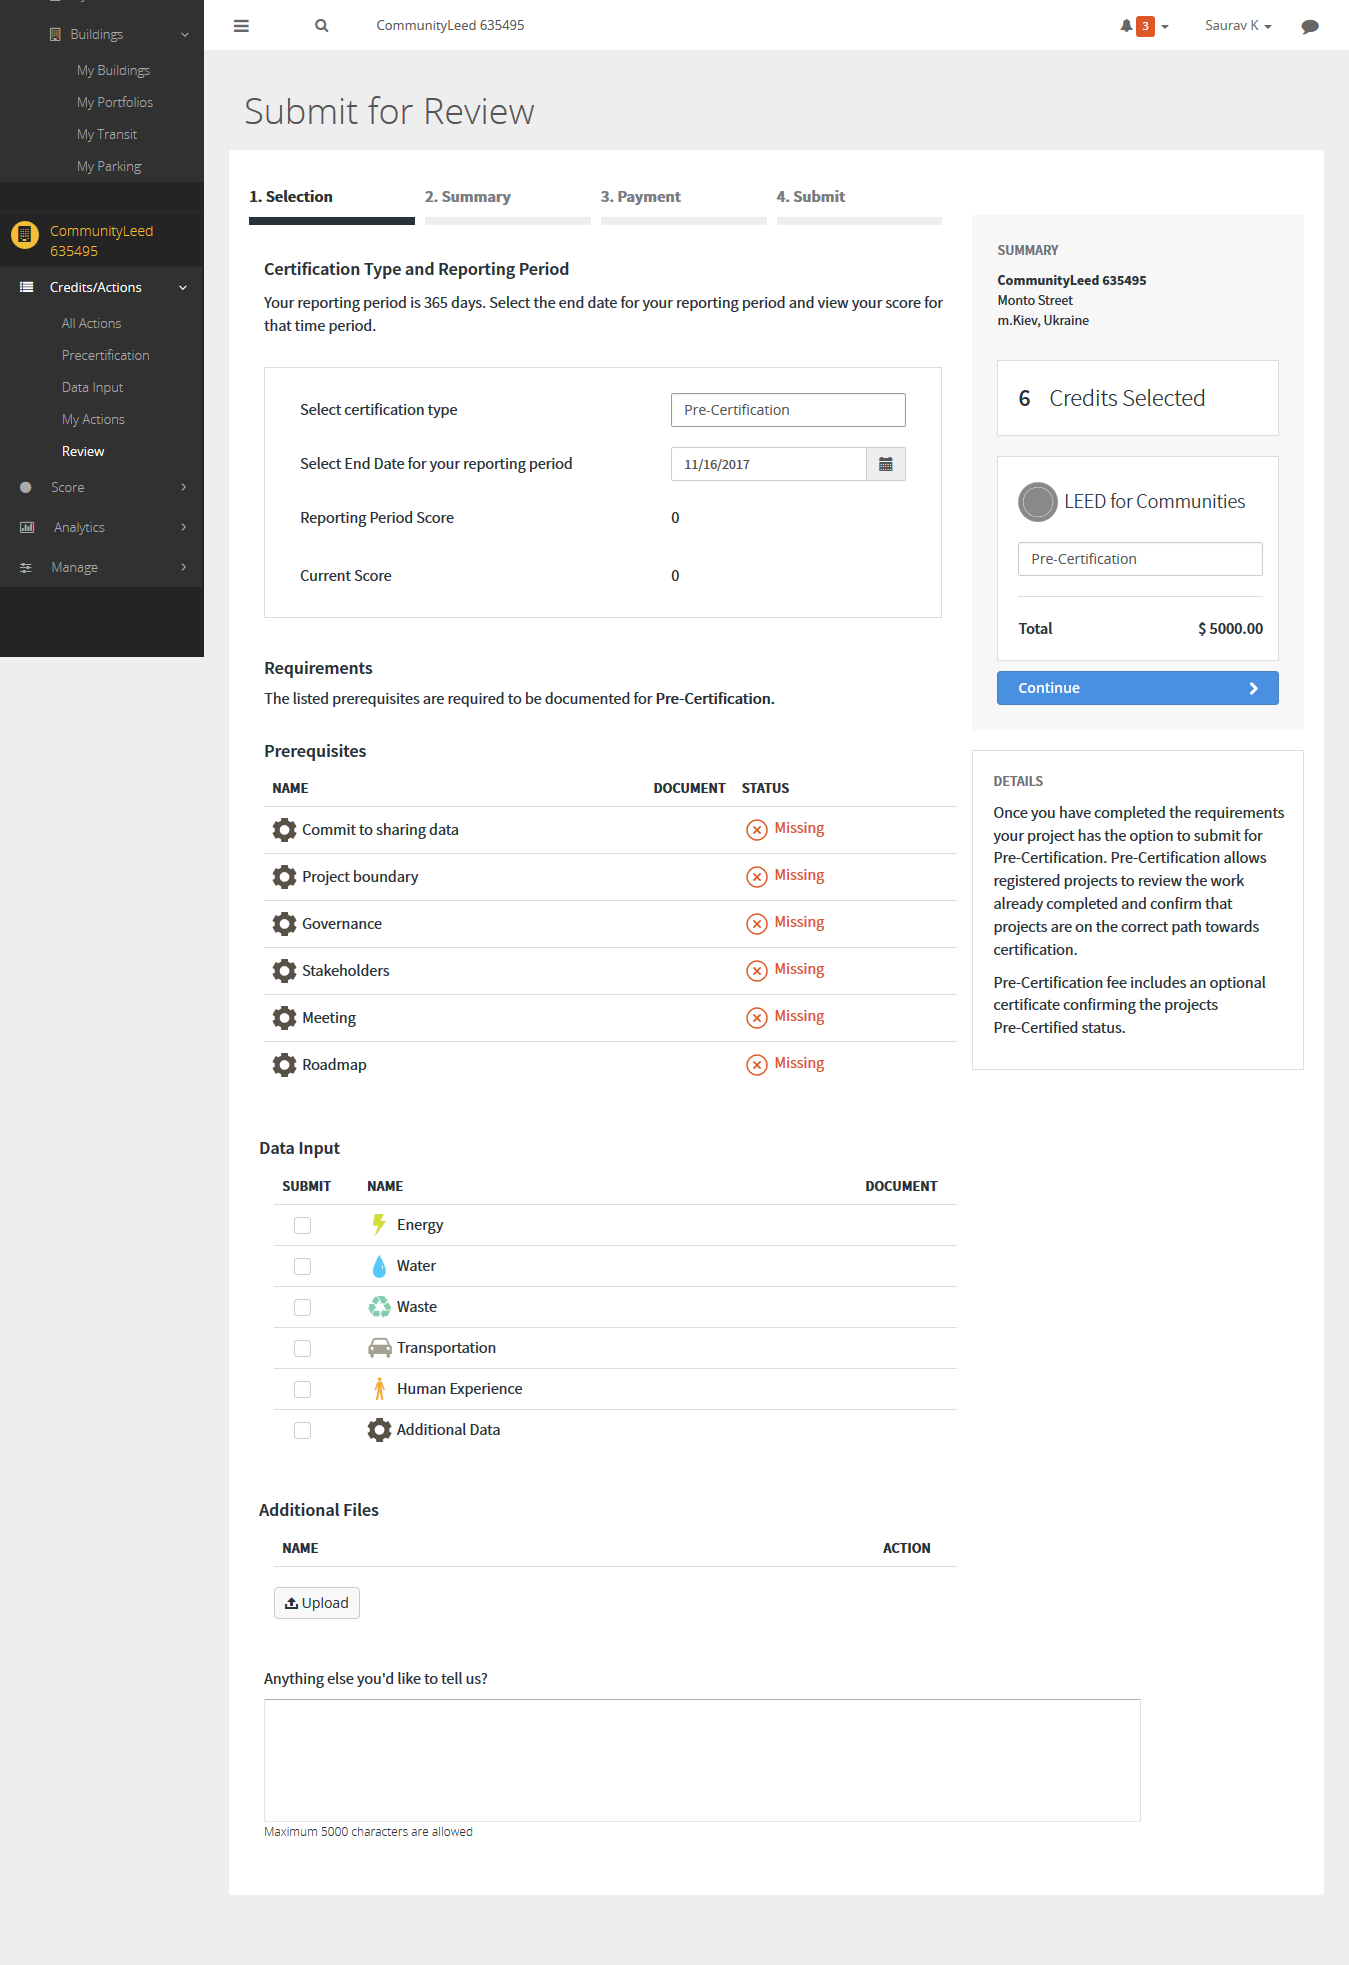 Buildings
My Buildings
My Portfolios
My Transit
My Parking
CommunityLeed
635495
Credits/Actions
All Actions
Precertification
Data Input
My Actions
Review
Score
Analytics
Manage
CommunityLeed 635495
3
Saurav K
Submit for Review
1. Selection
2. Summary
3. Payment
4. Submit
Certification Type and Reporting Period
Your reporting period is 365 days. Select the end date for your reporting period and view your score for
that time period.
Select certification type
Pre-Certification
Select End Date for your reporting period
11/16/2017
Reporting Period Score
0
Current Score
0
Requirements
The listed prerequisites are required to be documented for Pre-Certification.
Prerequisites
NAME DOCUMENT STATUS
Commit to sharing data Missing
Project boundary Missing
Governance Missing
Stakeholders Missing
Meeting Missing
Roadmap Missing
Data Input
SUBMIT NAME DOCUMENT
Energy
Water
Waste
Transportation
Human Experience
Additional Data
Additional Files
NAME ACTION
Upload
Anything else you'd like to tell us?
Maximum 5000 characters are allowed
SUMMARY
CommunityLeed 635495
Monto Street
m.Kiev, Ukraine
6 Credits Selected
LEED for Communities
Pre-Certification
Total $ 5000.00
Continue
DETAILS
Once you have completed the requirements
your project has the option to submit for
Pre-Certification. Pre-Certification allows
registered projects to review the work
already completed and confirm that
projects are on the correct path towards
certification.
Pre-Certification fee includes an optional
certificate confirming the projects
Pre-Certified status.